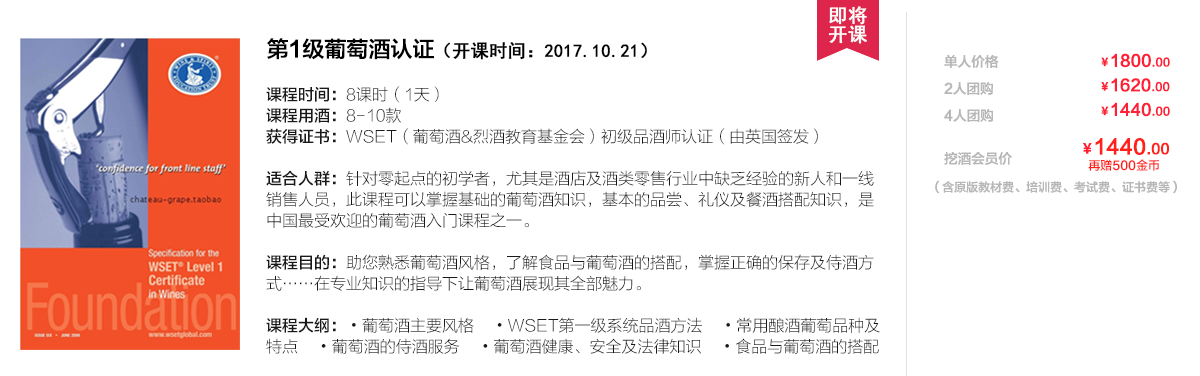 即将
开课
第1级葡萄酒认证（开课时间：2017.10.21）
课程时间：8课时（1天）
课程用酒：8-10款
获得证书：WSET（葡萄酒&烈酒教育基金会）初级品酒师认证（由英国签发）
适合人群：针对零起点的初学者，尤其是酒店及酒类零售行业中缺乏经验的新人和一线
销售人员，此课程可以掌握基础的葡萄酒知识，基本的品尝、礼仪及餐酒搭配知识，是
中国最受欢迎的葡萄酒入门课程之一。
课程目的：助您熟悉葡萄酒风格，了解食品与葡萄酒的搭配，掌握正确的保存及侍酒方
式……在专业知识的指导下让葡萄酒展现其全部魅力。
课程大纲：•葡萄酒主要风格 •WSET第一级系统品酒方法 •常用酿酒葡萄品种及
特点 •葡萄酒的侍酒服务 •葡萄酒健康、安全及法律知识 •食品与葡萄酒的搭配
WINE & SPIRIT
EDUCATION TRUST
'confidence for front line staff'
chateau-grape.taobao
Specification for the
WSET® Level 1
Certificate
in Wines
Foundation
www.wsetglobal.com
单人价格 ¥1800.00
2人团购 ¥1620.00
4人团购 ¥1440.00
挖酒会员价 ¥1440.00
再赠500金币
（含原版教材费、培训费、考试费、证书费等）